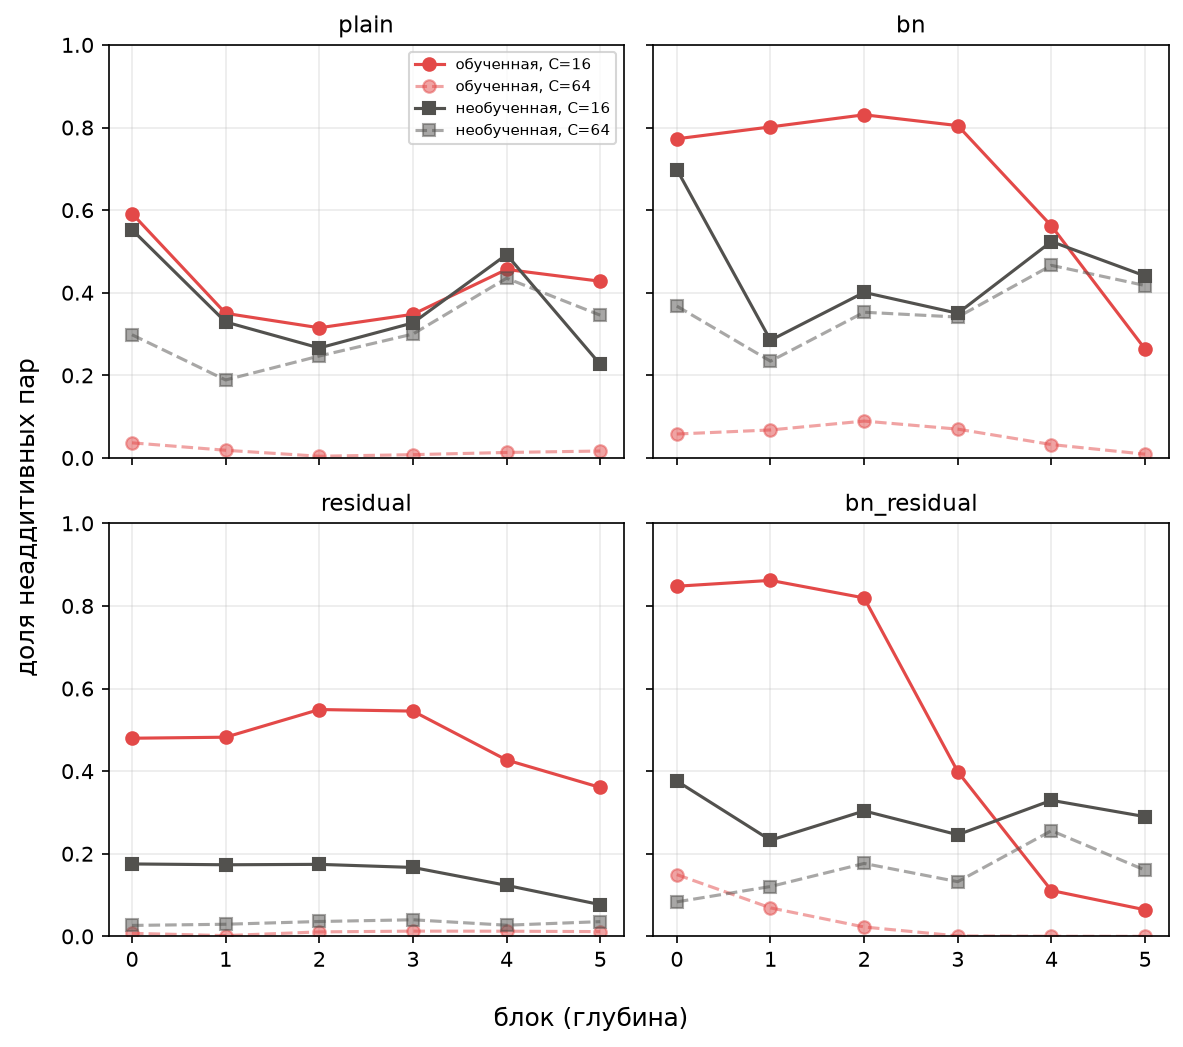 plain
bn
1.0
0.8
0.6
0.4
0.2
0.0
обученная, C=16
обученная, C=64
необученная, C=16
необученная, C=64
доля неаддитивных пар
residual
bn_residual
1.0
0.8
0.6
0.4
0.2
0.0
0 1 2 3 4 5
0 1 2 3 4 5
блок (глубина)